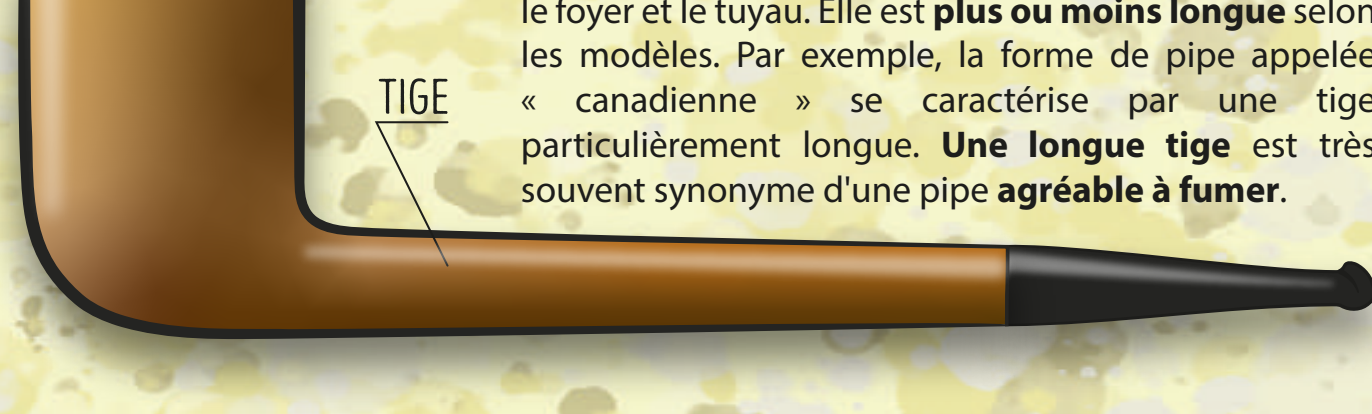 le foyer et le tuyau. Elle est plus ou moins longue selon
les modèles. Par exemple, la forme de pipe appelée
« canadienne » se caractérise par une tige
particulièrement longue. Une longue tige est très
souvent synonyme d'une pipe agréable à fumer.
TIGE